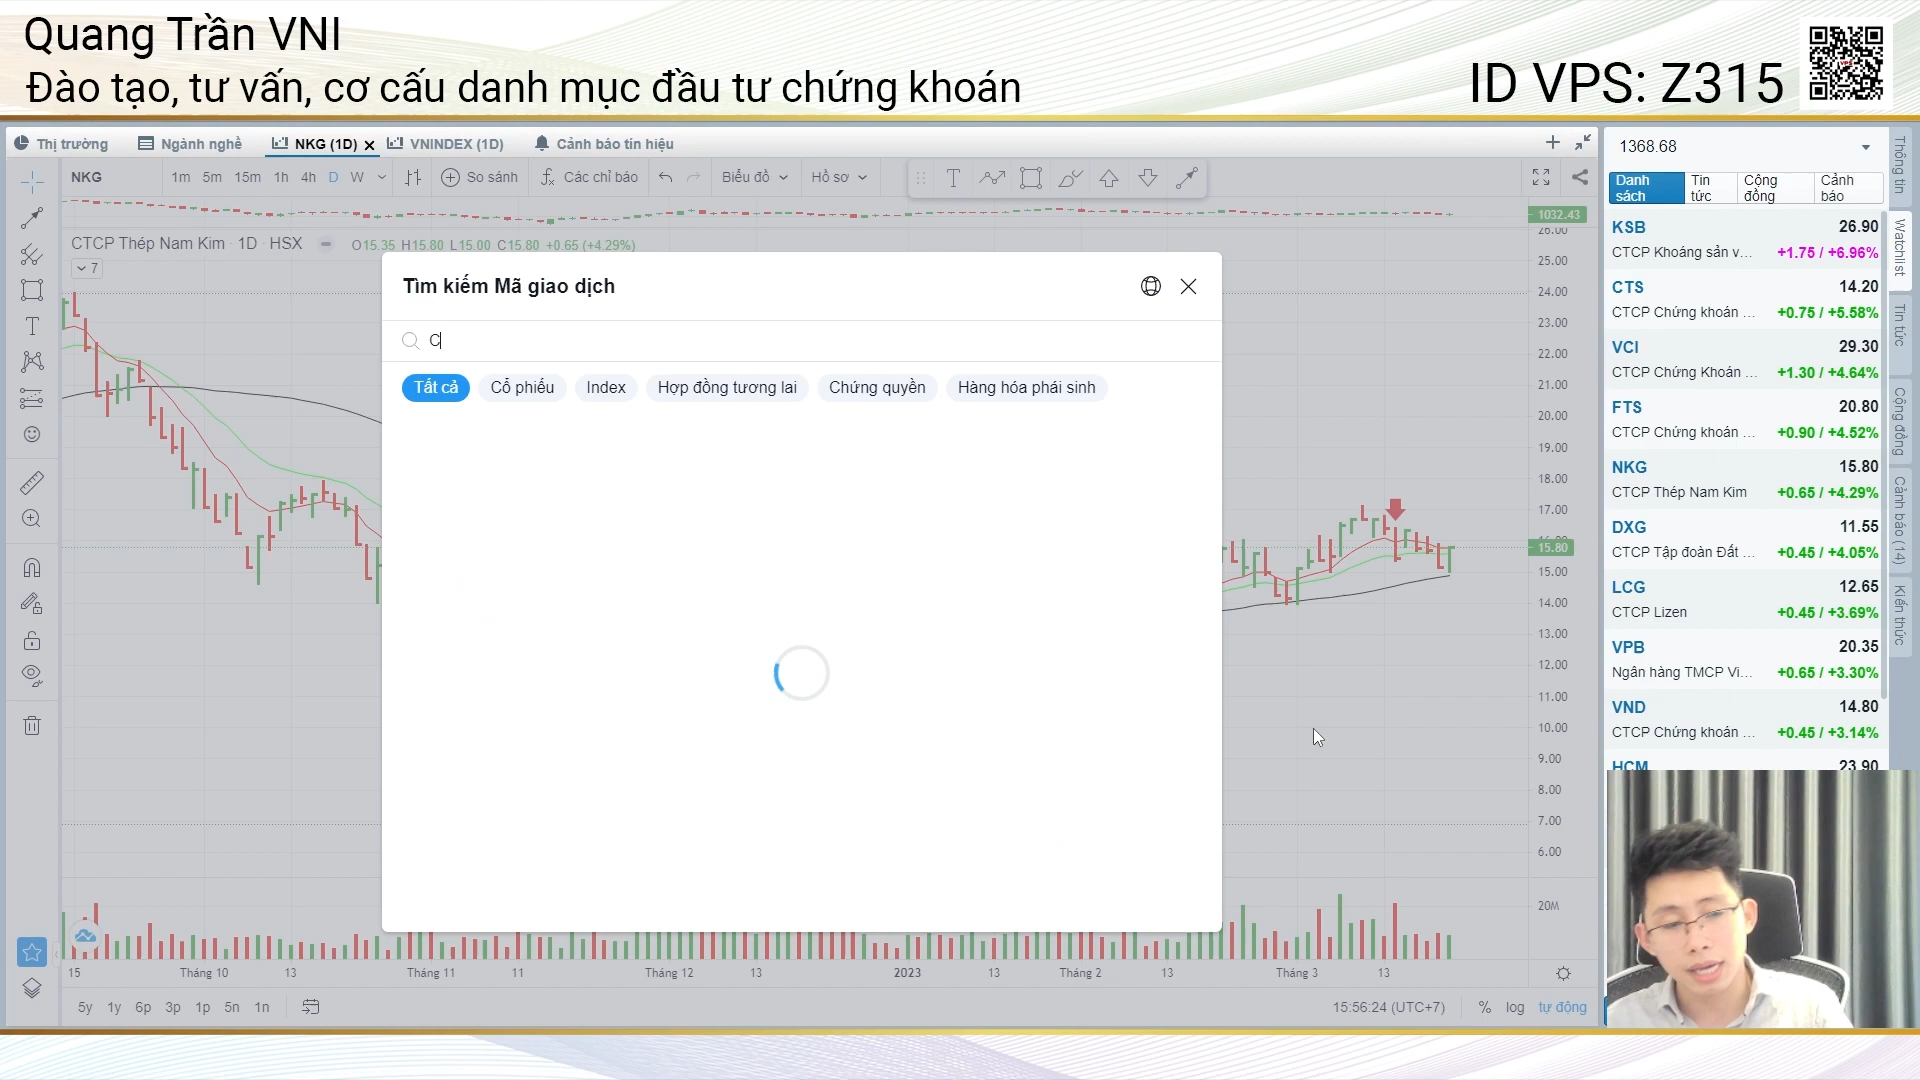 Quang Trần VNI
Đào tạo, tư vấn, cơ cấu danh mục đầu tư chứng khoán
ID VPS: Z315
Thị trường
Ngành nghề
NKG (1D)
VNINDEX (1D)
Cảnh báo tín hiệu
NKG
1m 5m 15m 1h 4h D W
So sánh
Các chỉ báo
Biểu đồ
Hồ sơ
CTCP Thép Nam Kim · 1D · HSX
O15.35 H15.80 L15.00 C15.80 +0.65 (+4.29%)
7
Tìm kiếm Mã giao dịch
C
Tất cả
Cổ phiếu
Index
Hợp đồng tương lai
Chứng quyền
Hàng hóa phái sinh
1032.43
26.00
25.00
24.00
23.00
22.00
21.00
20.00
19.00
18.00
17.00
16.00
15.80
15.00
14.00
13.00
12.00
11.00
10.00
9.00
8.00
7.00
6.00
20M
15
Tháng 10
13
Tháng 11
11
Tháng 12
13
2023
13
Tháng 2
13
Tháng 3
13
5y 1y 6p 3p 1p 5n 1n
15:56:24 (UTC+7)
%
log
tự động
1368.68
Danh sách
Tin tức
Cộng đồng
Cảnh báo
KSB 26.90
CTCP Khoáng sản v... +1.75 / +6.96%
CTS 14.20
CTCP Chứng khoán ... +0.75 / +5.58%
VCI 29.30
CTCP Chứng Khoán ... +1.30 / +4.64%
FTS 20.80
CTCP Chứng khoán ... +0.90 / +4.52%
NKG 15.80
CTCP Thép Nam Kim +0.65 / +4.29%
DXG 11.55
CTCP Tập đoàn Đất ... +0.45 / +4.05%
LCG 12.65
CTCP Lizen +0.45 / +3.69%
VPB 20.35
Ngân hàng TMCP Vi... +0.65 / +3.30%
VND 14.80
CTCP Chứng khoán ... +0.45 / +3.14%
HCM 23.90
Thông tin
Watchlist
Tin tức
Cộng đồng
Cảnh báo (14)
Kiến thức